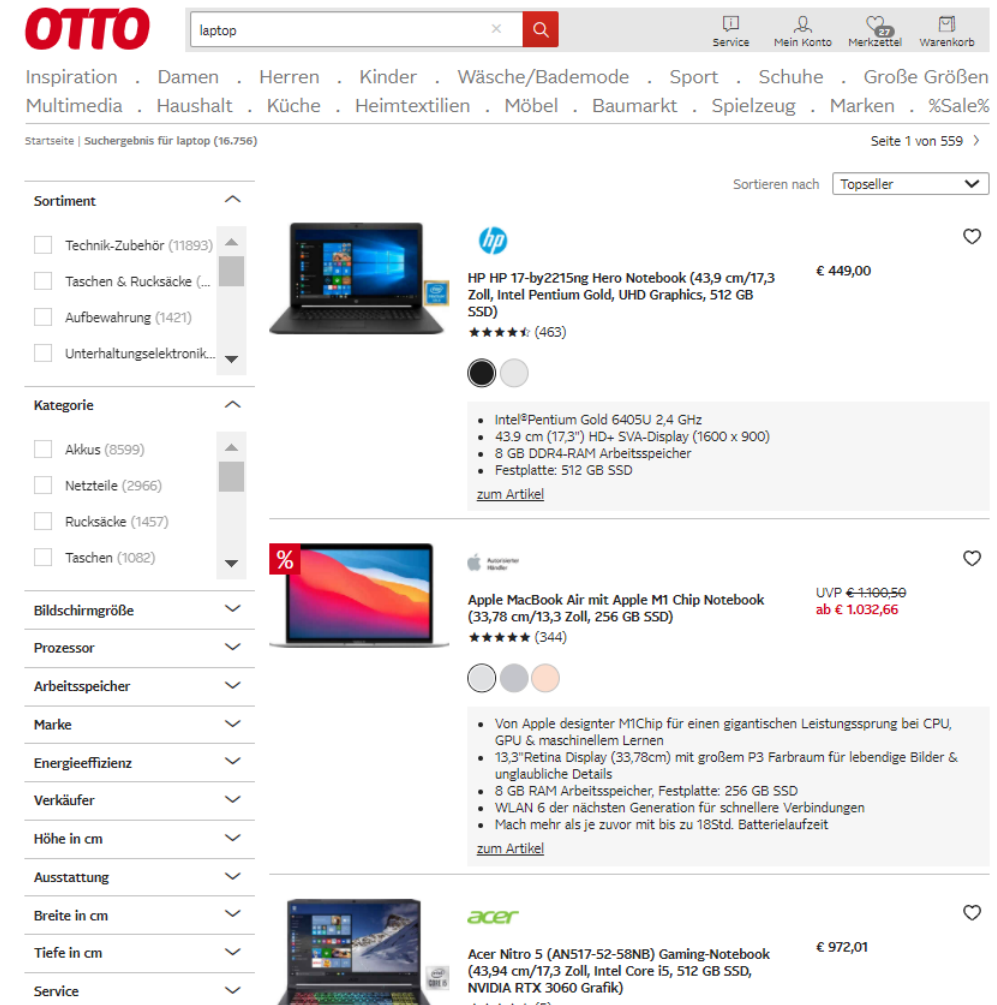 OTTO
laptop
Service
Mein Konto
27
Merkzettel
Warenkorb
Inspiration . Damen . Herren . Kinder . Wäsche/Bademode . Sport . Schuhe . Große Größen
Multimedia . Haushalt . Küche . Heimtextilien . Möbel . Baumarkt . Spielzeug . Marken . %Sale%
Startseite | Suchergebnis für laptop (16.756)
Seite 1 von 559
Sortieren nach Topseller
Sortiment
Technik-Zubehör (11893)
Taschen & Rucksäcke (...
Aufbewahrung (1421)
Unterhaltungselektronik...
Kategorie
Akkus (8599)
Netzteile (2966)
Rucksäcke (1457)
Taschen (1082)
Bildschirmgröße
Prozessor
Arbeitsspeicher
Marke
Energieeffizienz
Verkäufer
Höhe in cm
Ausstattung
Breite in cm
Tiefe in cm
Service
hp
HP HP 17-by2215ng Hero Notebook (43,9 cm/17,3
Zoll, Intel Pentium Gold, UHD Graphics, 512 GB
SSD)
€ 449,00
(463)
• Intel®Pentium Gold 6405U 2,4 GHz
• 43.9 cm (17,3") HD+ SVA-Display (1600 x 900)
• 8 GB DDR4-RAM Arbeitsspeicher
• Festplatte: 512 GB SSD
zum Artikel
%
Autorisierter
Händler
Apple MacBook Air mit Apple M1 Chip Notebook
(33,78 cm/13,3 Zoll, 256 GB SSD)
UVP € 1.100,50
ab € 1.032,66
(344)
• Von Apple designter M1Chip für einen gigantischen Leistungssprung bei CPU,
GPU & maschinellem Lernen
• 13,3"Retina Display (33,78cm) mit großem P3 Farbraum für lebendige Bilder &
unglaubliche Details
• 8 GB RAM Arbeitsspeicher, Festplatte: 256 GB SSD
• WLAN 6 der nächsten Generation für schnellere Verbindungen
• Mach mehr als je zuvor mit bis zu 18Std. Batterielaufzeit
zum Artikel
acer
Acer Nitro 5 (AN517-52-58NB) Gaming-Notebook
(43,94 cm/17,3 Zoll, Intel Core i5, 512 GB SSD,
NVIDIA RTX 3060 Grafik)
€ 972,01
CORE i5